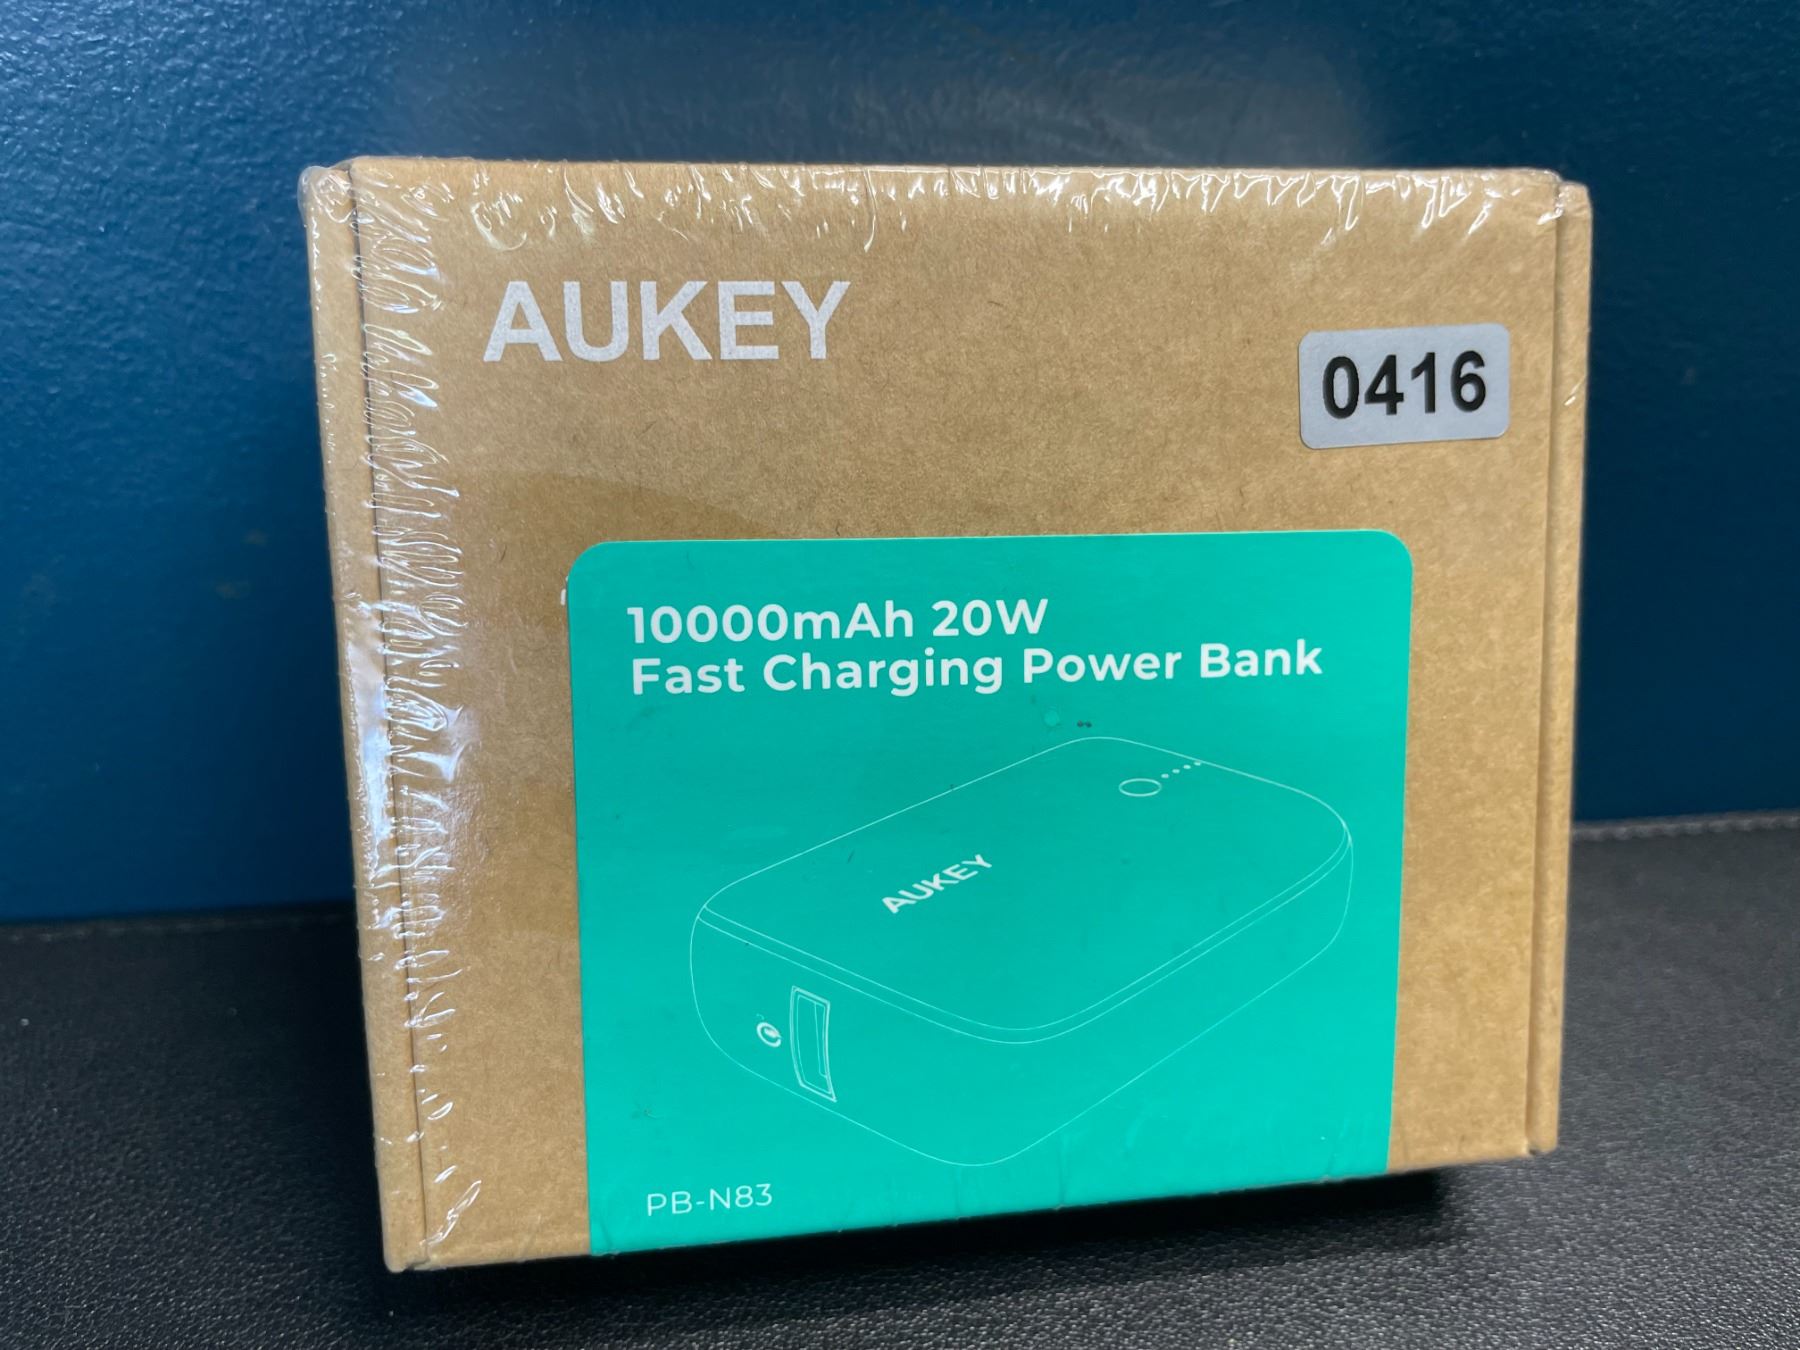 AUKEY
0416
10000mAh 20W
Fast Charging Power Bank
AUKEY
PB-N83